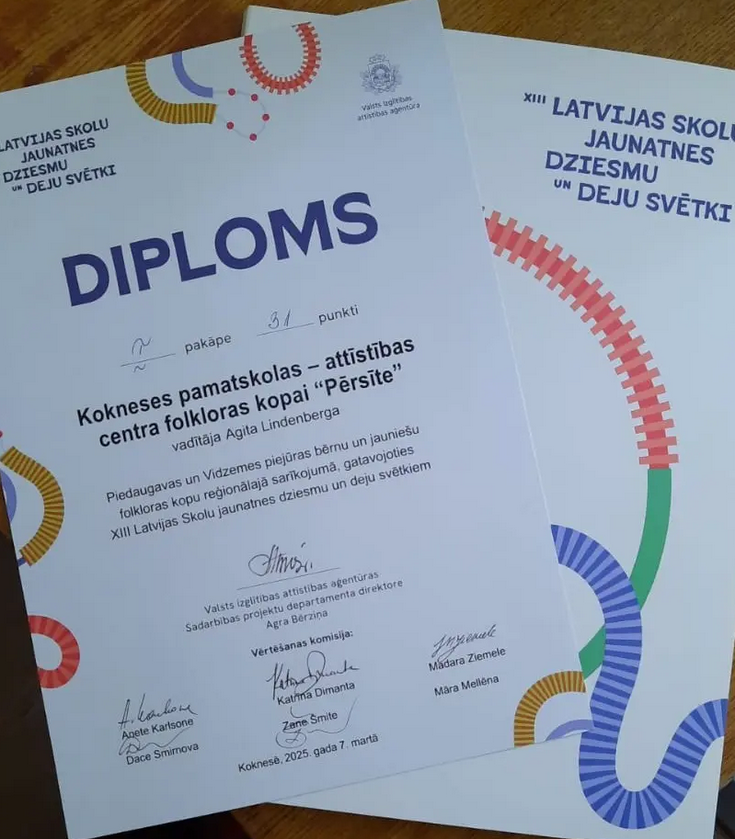 LATVIJAS SKOLU
JAUNATNES
DZIESMU
UN DEJU SVĒTKI
Valsts izglītības
attīstības aģentūra
DIPLOMS
pakāpe 31 punkti
Kokneses pamatskolas – attīstības
centra folkloras kopai “Pērsīte”
vadītāja Agita Lindenberga
Piedaugavas un Vidzemes piejūras bērnu un jauniešu
folkloras kopu reģionālajā sarīkojumā, gatavojoties
XIII Latvijas Skolu jaunatnes dziesmu un deju svētkiem
Valsts izglītības attīstības aģentūras
Sadarbības projektu departamenta direktore
Agra Bērziņa
Vērtēšanas komisija:
Anete Karlsone
Dace Smirnova
Katrīna Dimanta
Zane Šmite
Madara Ziemele
Māra Mellēna
Koknesē, 2025. gada 7. martā
XIII LATVIJAS SKOLU
JAUNATNES
DZIESMU
UN DEJU SVĒTKI